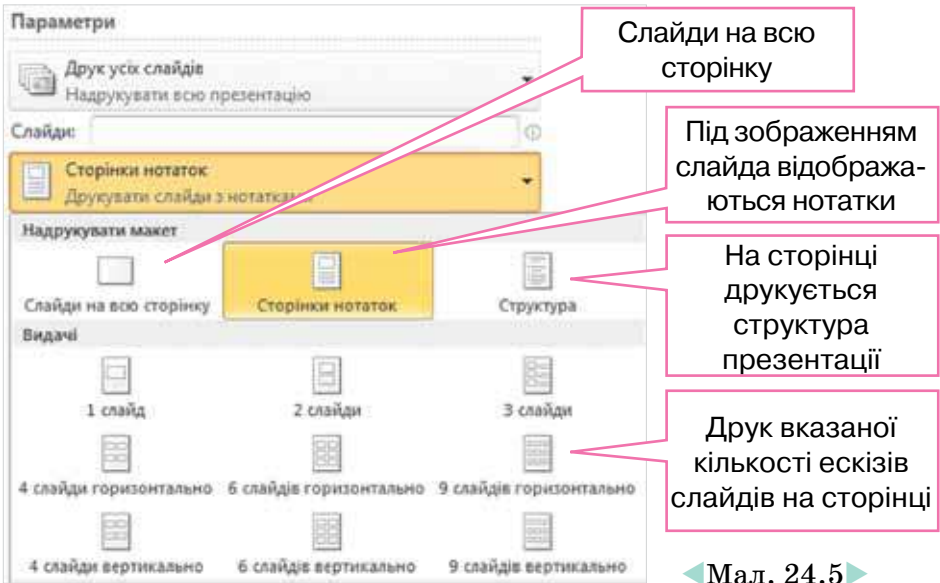 Параметри
Друк усіх слайдів
Надрукувати всю презентацію
Слайди:
Сторінки нотаток
Друкувати слайди з нотатками
Надрукувати макет
Слайди на всю сторінку
Сторінки нотаток
Структура
Видачі
1 слайд
2 слайди
3 слайди
4 слайди горизонтально
6 слайдів горизонтально
9 слайдів горизонтально
4 слайди вертикально
6 слайдів вертикально
9 слайдів вертикально
Слайди на всю
сторінку
Під зображенням
слайда відобража-
ються нотатки
На сторінці
друкується
структура
презентації
Друк вказаної
кількості ескізів
слайдів на сторінці
Мал. 24.5